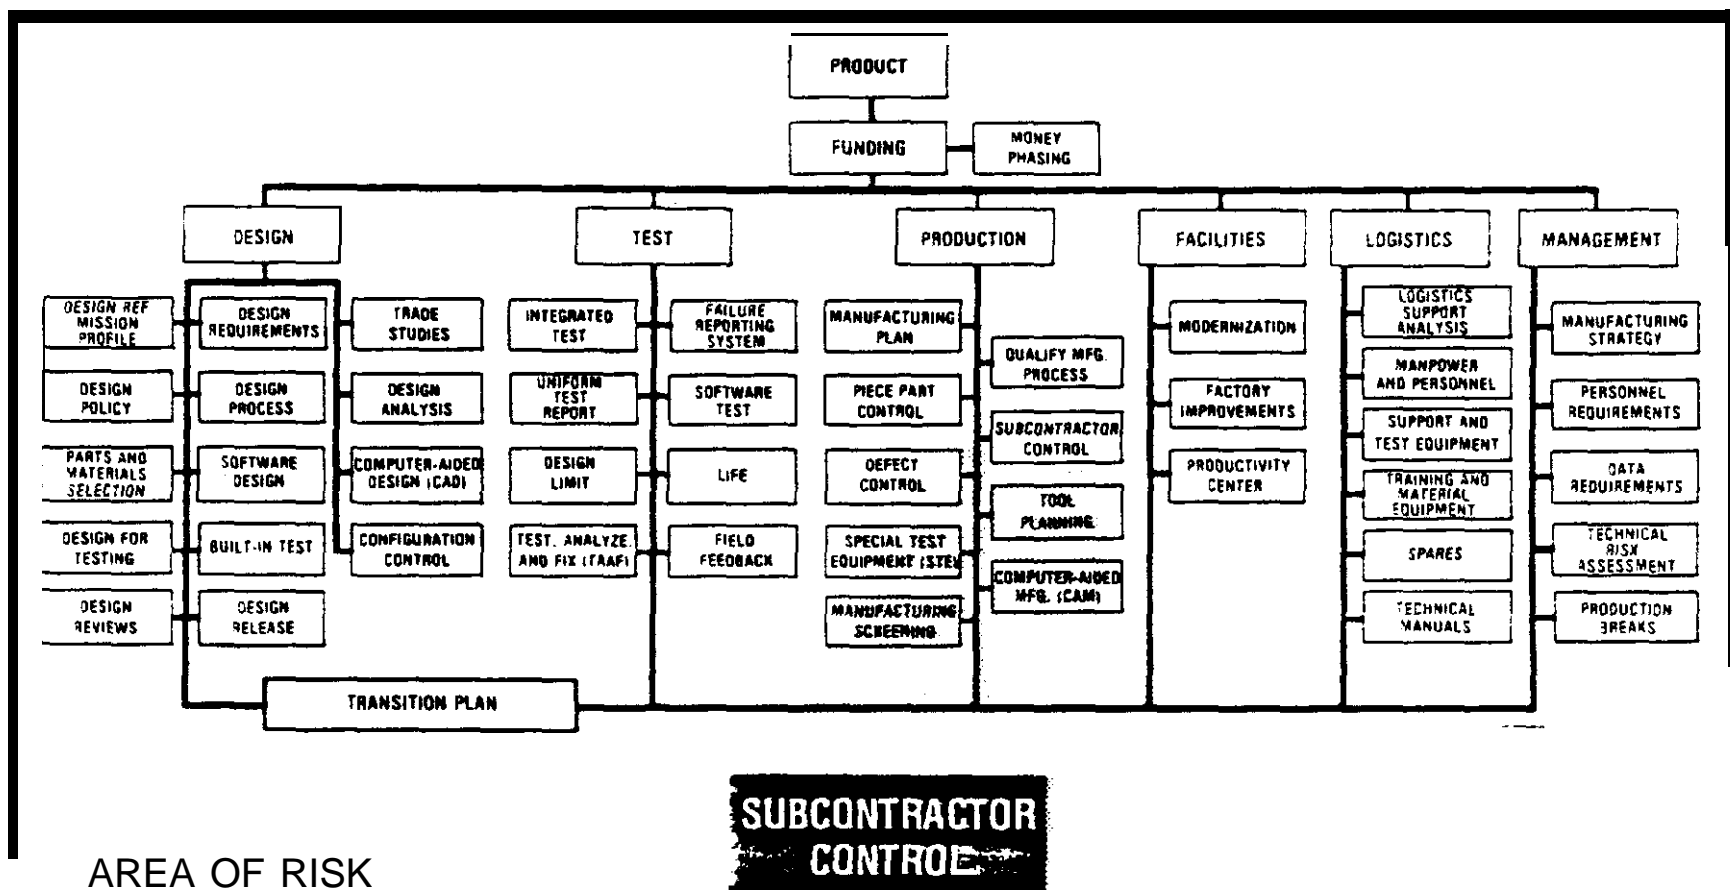 PRODUCT
FUNDING
MONEY
PHASING
DESIGN
TEST
PRODUCTION
FACILITIES
LOGISTICS
MANAGEMENT
DESIGN REF
MISSION
PROFILE
DESIGN
REQUIREMENTS
TRADE
STUDIES
DESIGN
POLICY
DESIGN
PROCESS
DESIGN
ANALYSIS
PARTS AND
MATERIALS
SELECTION
SOFTWARE
DESIGN
COMPUTER-AIDED
DESIGN (CAD)
DESIGN FOR
TESTING
BUILT-IN TEST
CONFIGURATION
CONTROL
DESIGN
REVIEWS
DESIGN
RELEASE
INTEGRATED
TEST
FAILURE
REPORTING
SYSTEM
UNIFORM
TEST
REPORT
SOFTWARE
TEST
DESIGN
LIMIT
LIFE
TEST, ANALYZE
AND FIX (TAAF)
FIELD
FEEDBACK
MANUFACTURING
PLAN
QUALIFY MFG.
PROCESS
PIECE PART
CONTROL
SUBCONTRACTOR
CONTROL
DEFECT
CONTROL
TOOL
PLANNING
SPECIAL TEST
EQUIPMENT (STE)
COMPUTER-AIDED
MFG. (CAM)
MANUFACTURING
SCREENING
MODERNIZATION
FACTORY
IMPROVEMENTS
PRODUCTIVITY
CENTER
LOGISTICS
SUPPORT
ANALYSIS
MANPOWER
AND PERSONNEL
SUPPORT AND
TEST EQUIPMENT
TRAINING AND
MATERIAL
EQUIPMENT
SPARES
TECHNICAL
MANUALS
MANUFACTURING
STRATEGY
PERSONNEL
REQUIREMENTS
DATA
REQUIREMENTS
TECHNICAL
RISK
ASSESSMENT
PRODUCTION
BREAKS
TRANSITION PLAN
SUBCONTRACTOR
CONTROL
AREA OF RISK